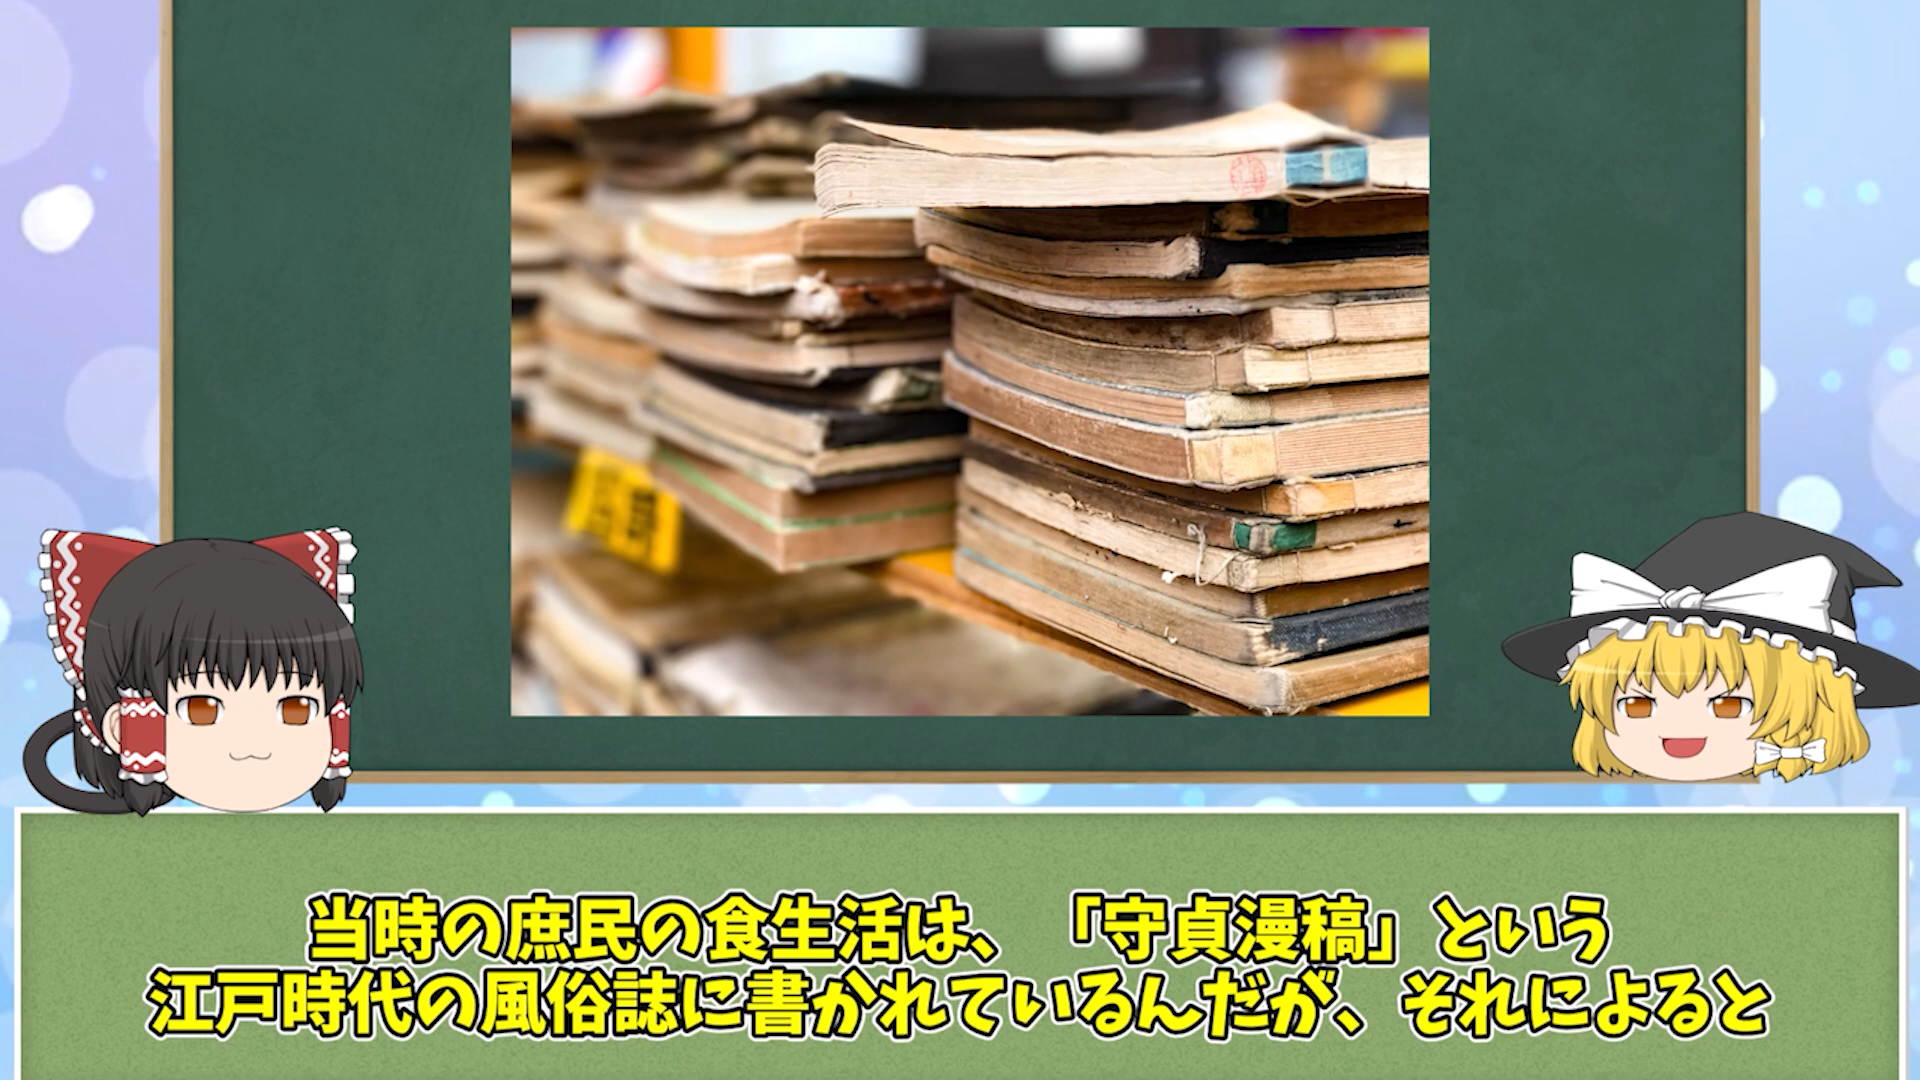 当時の庶民の食生活は、「守貞漫稿」という
江戸時代の風俗誌に書かれているんだが、それによると